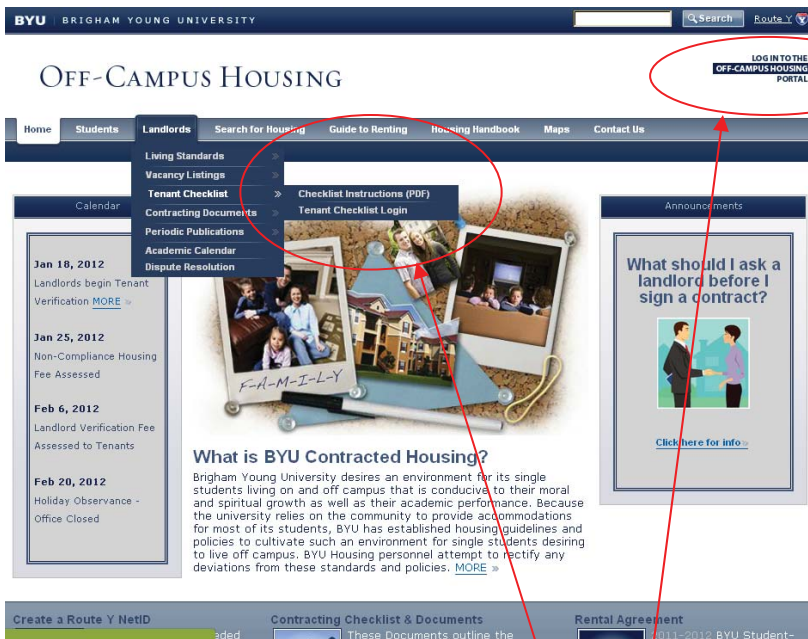 BYU BRIGHAM YOUNG UNIVERSITY
Search Route Y
OFF-CAMPUS HOUSING
LOG IN TO THE
OFF-CAMPUS HOUSING
PORTAL
Home Students Landlords Search for Housing Guide to Renting Housing Handbook Maps Contact Us
Living Standards »
Vacancy Listings »
Tenant Checklist »
Contracting Documents »
Periodic Publications »
Academic Calendar
Dispute Resolution
Checklist Instructions (PDF)
Tenant Checklist Login
Calendar
Jan 18, 2012
Landlords begin Tenant
Verification MORE »
Jan 25, 2012
Non-Compliance Housing
Fee Assessed
Feb 6, 2012
Landlord Verification Fee
Assessed to Tenants
Feb 20, 2012
Holiday Observance -
Office Closed
F-A-M-I-L-Y
What is BYU Contracted Housing?
Brigham Young University desires an environment for its single
students living on and off campus that is conducive to their moral
and spiritual growth as well as their academic performance. Because
the university relies on the community to provide accommodations
for most of its students, BYU has established housing guidelines and
policies to cultivate such an environment for single students desiring
to live off campus. BYU Housing personnel attempt to rectify any
deviations from these standards and policies. MORE »
Announcements
What should I ask a
landlord before I
sign a contract?
Click here for info »
Create a Route Y NetID
Contracting Checklist & Documents
These Documents outline the
Rental Agreement
2011-2012 BYU Student-